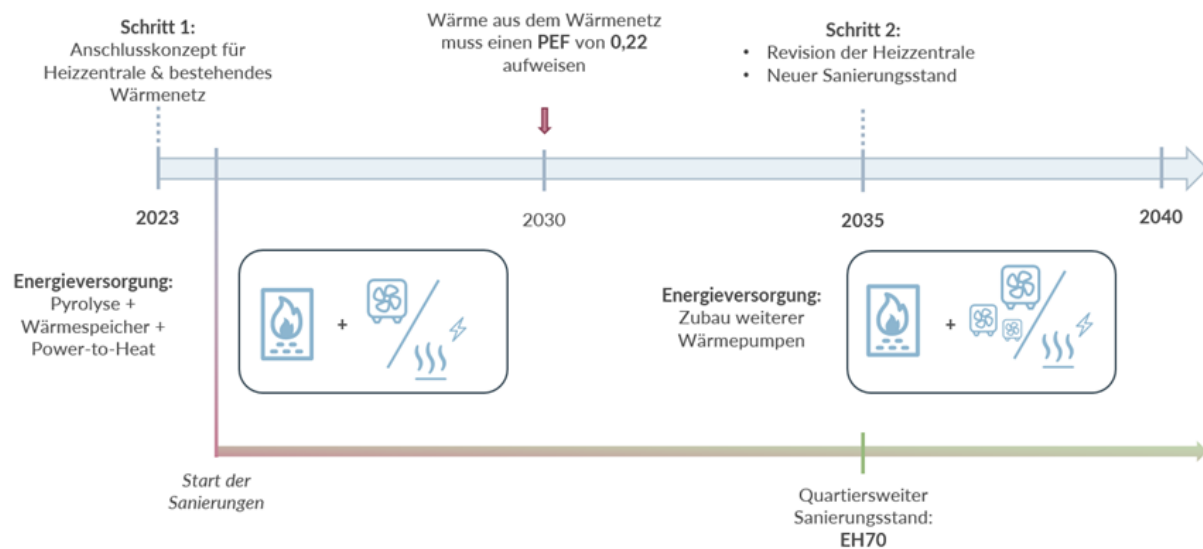 Schritt 1:
Anschlusskonzept für
Heizzentrale & bestehendes
Wärmenetz
Wärme aus dem Wärmenetz
muss einen PEF von 0,22
aufweisen
Schritt 2:
• Revision der Heizzentrale
• Neuer Sanierungsstand
2023
2030
2035
2040
Energieversorgung:
Pyrolyse +
Wärmespeicher +
Power-to-Heat
+
Energieversorgung:
Zubau weiterer
Wärmepumpen
+
Start der
Sanierungen
Quartiersweiter
Sanierungsstand:
EH70